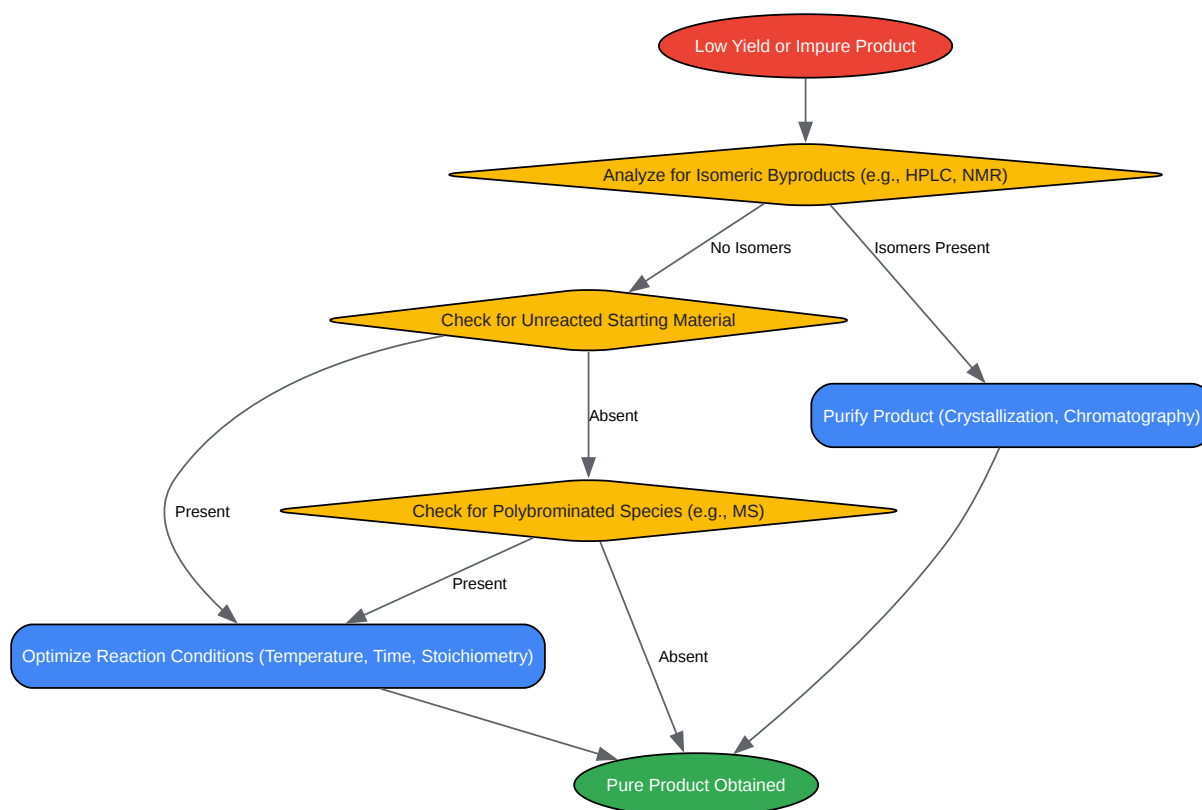 Low Yield or Impure Product
Analyze for Isomeric Byproducts (e.g., HPLC, NMR)
No Isomers
Isomers Present
Check for Unreacted Starting Material
Absent
Purify Product (Crystallization, Chromatography)
Present
Check for Polybrominated Species (e.g., MS)
Present
Optimize Reaction Conditions (Temperature, Time, Stoichiometry)
Absent
Pure Product Obtained